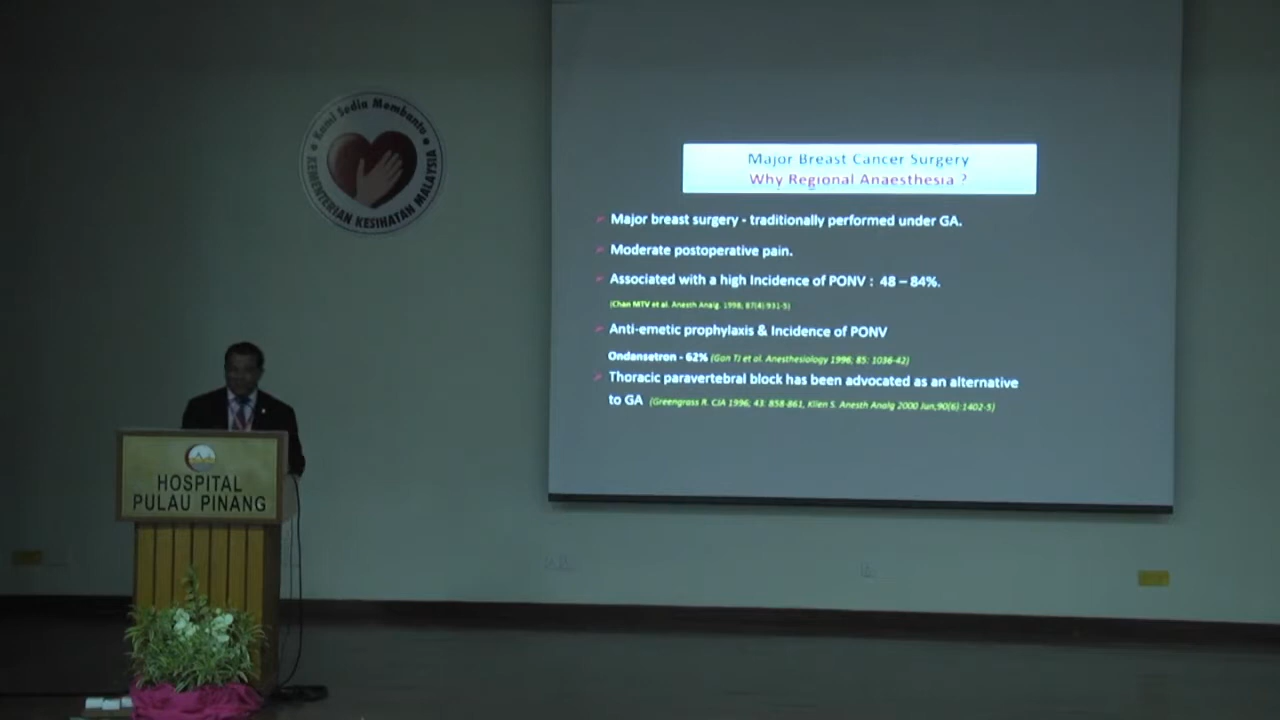 Kami Sedia Membantu
KEMENTERIAN KESIHATAN MALAYSIA
Major Breast Cancer Surgery
Why Regional Anaesthesia ?
Major breast surgery - traditionally performed under GA.
Moderate postoperative pain.
Associated with a high Incidence of PONV : 48 – 84%.
(Chan MTV et al. Anesth Analg. 1998; 87(4):931-5)
Anti-emetic prophylaxis & Incidence of PONV
Ondansetron - 62% (Gan TJ et al. Anesthesiology 1996; 85: 1036-42)
Thoracic paravertebral block has been advocated as an alternative
to GA (Greengrass R. CJA 1996; 43: 858-861, Klien S. Anesth Analg 2000 Jun;90(6):1402-5)
HOSPITAL
PULAU PINANG